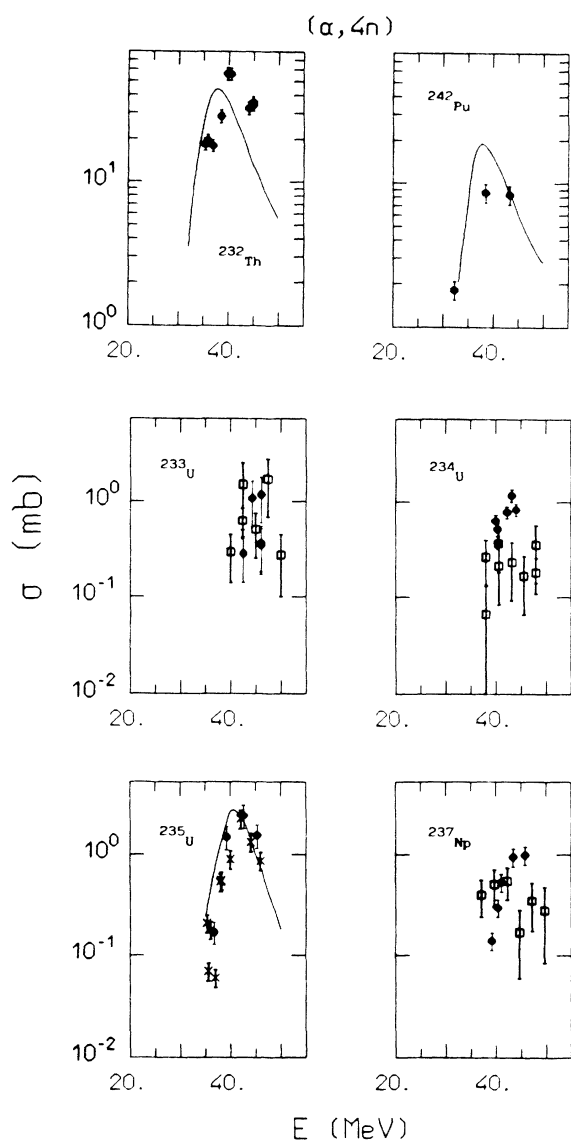 (α, 4n)
10¹
10⁰
²³²Th
20. 40.
²⁴²Pu
20. 40.
σ (mb)
10⁰
10⁻¹
10⁻²
²³³U
20. 40.
²³⁴U
20. 40.
10⁰
10⁻¹
10⁻²
²³⁵U
20. 40.
²³⁷Np
20. 40.
E (MeV)